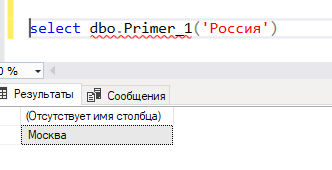 select dbo.Primer_1('Россия')
0 %
Результаты
Сообщения
(Отсутствует имя столбца)
Москва